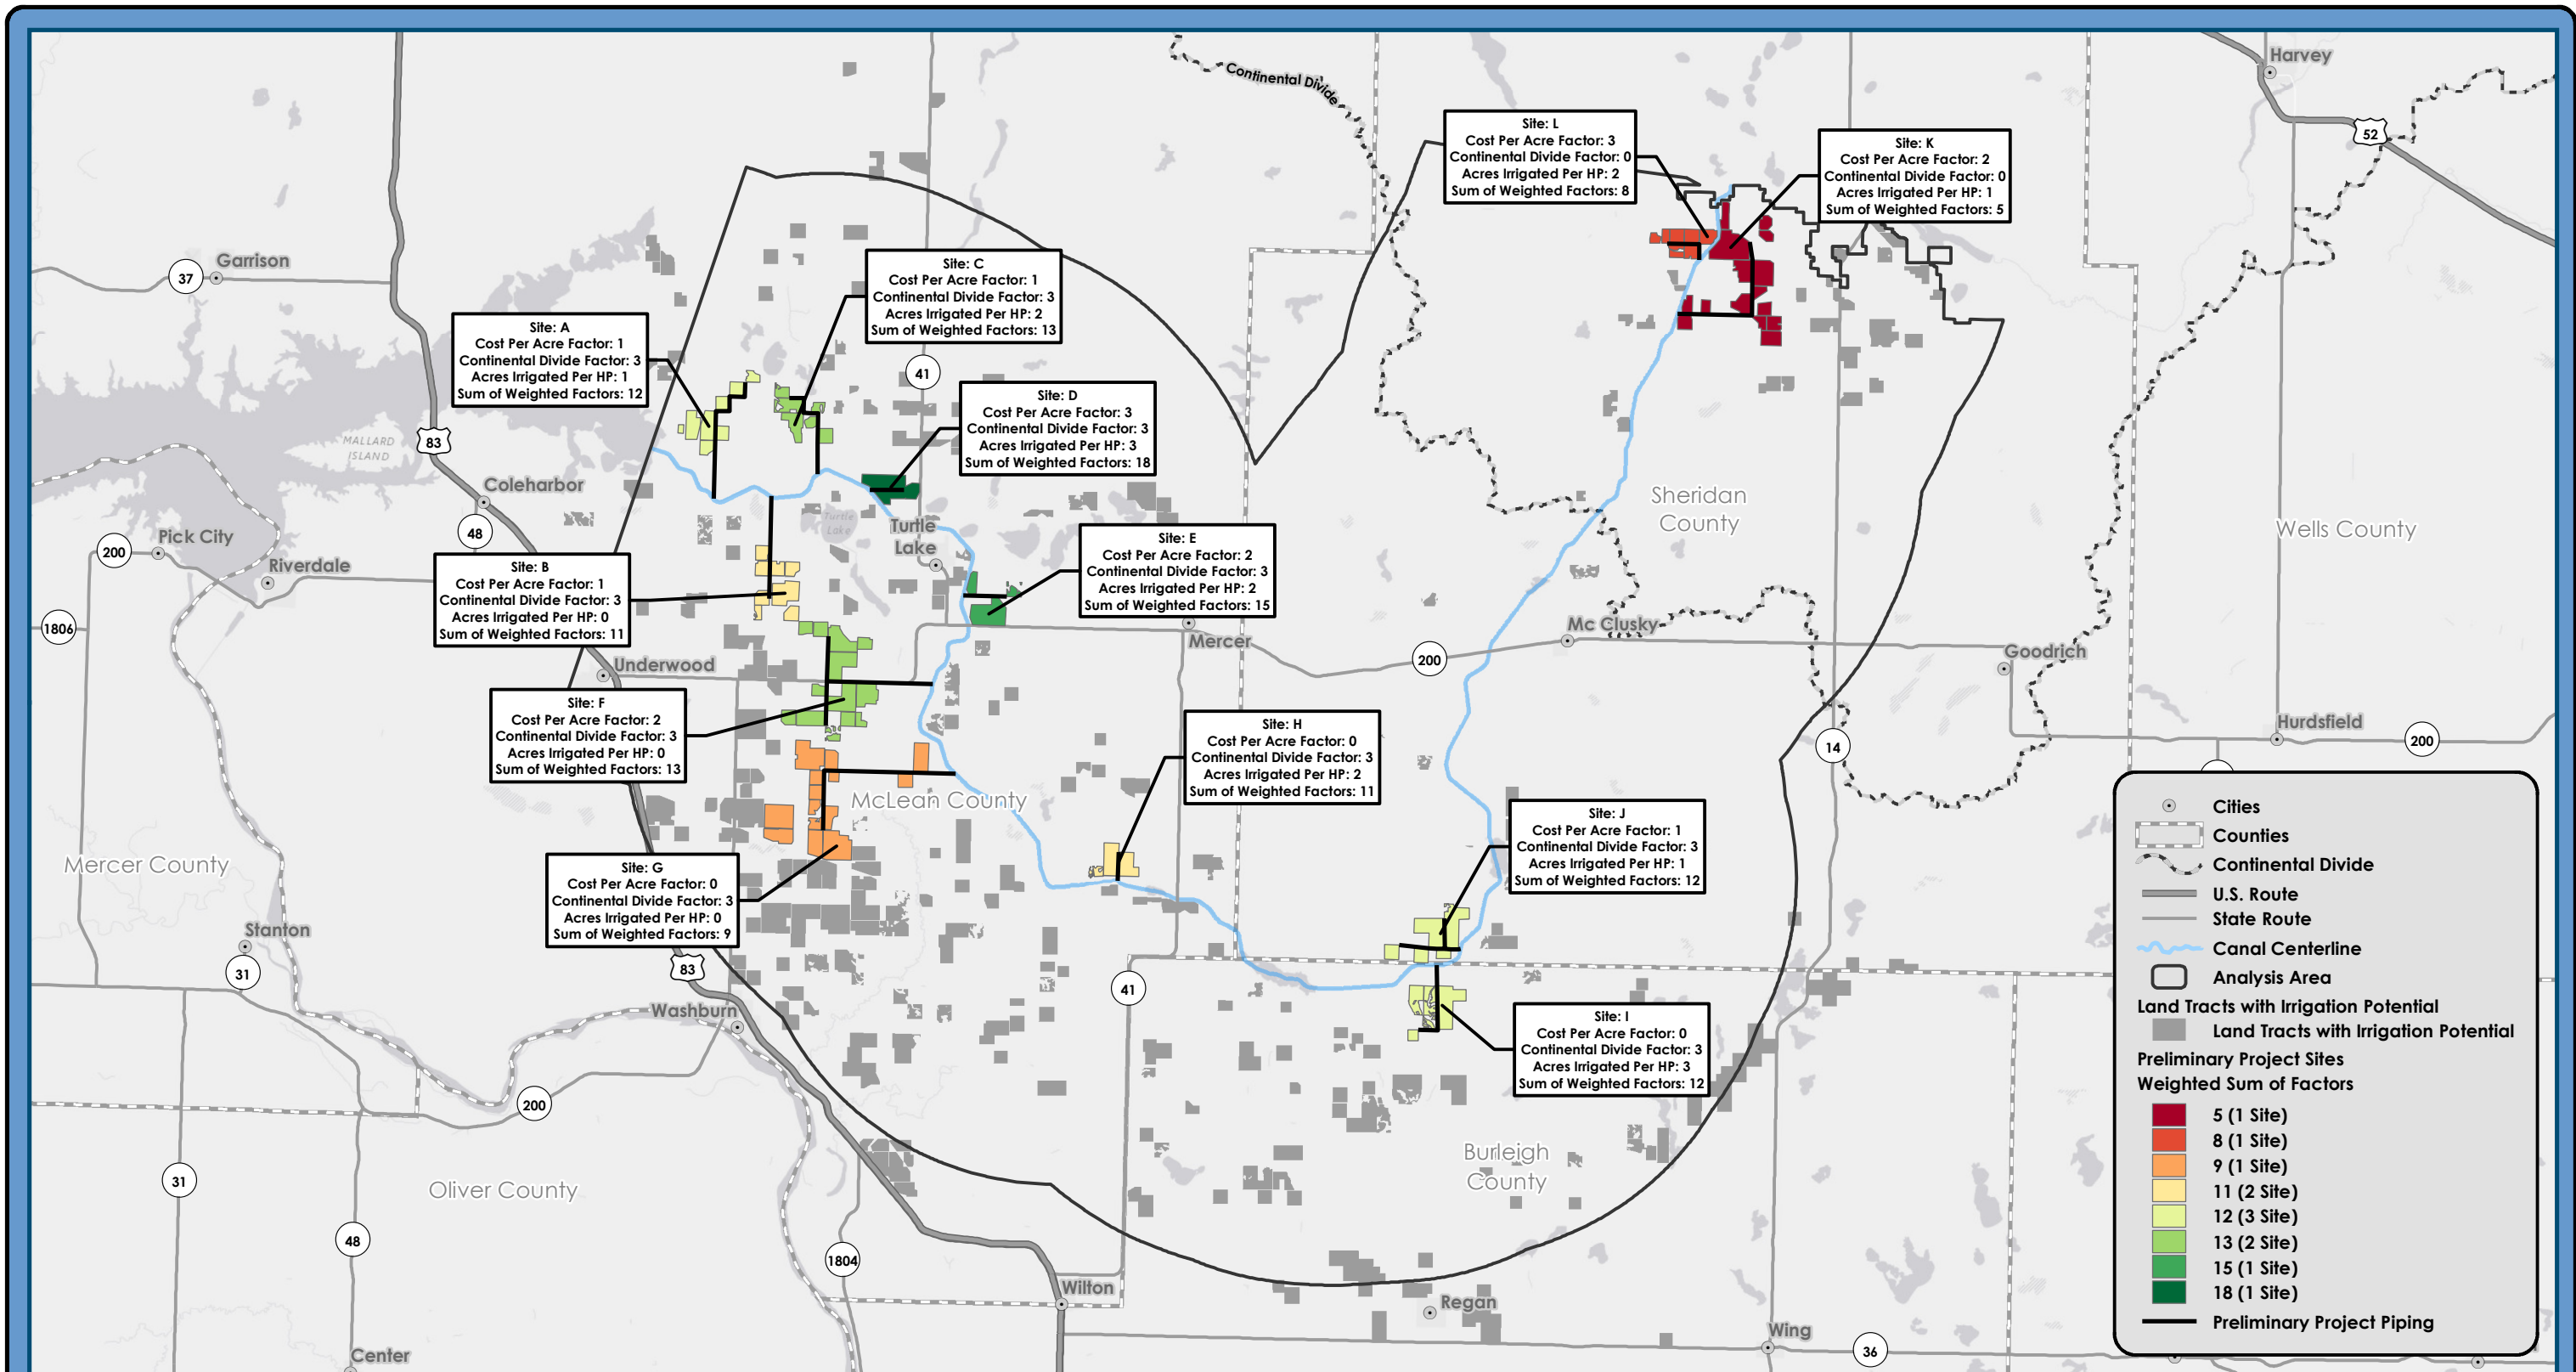 Continental Divide
Harvey
52
Site: L
Cost Per Acre Factor: 3
Continental Divide Factor: 0
Acres Irrigated Per HP: 2
Sum of Weighted Factors: 8
Site: K
Cost Per Acre Factor: 2
Continental Divide Factor: 0
Acres Irrigated Per HP: 1
Sum of Weighted Factors: 5
37
Garrison
Site: C
Cost Per Acre Factor: 1
Continental Divide Factor: 3
Acres Irrigated Per HP: 2
Sum of Weighted Factors: 13
Site: A
Cost Per Acre Factor: 1
Continental Divide Factor: 3
Acres Irrigated Per HP: 1
Sum of Weighted Factors: 12
41
Site: D
Cost Per Acre Factor: 3
Continental Divide Factor: 3
Acres Irrigated Per HP: 3
Sum of Weighted Factors: 18
MALLARD
ISLAND
83
Coleharbor
48
Turtle
Lake
Turtle
Lake
Sheridan
County
Wells County
200
Pick City
Riverdale
Site: E
Cost Per Acre Factor: 2
Continental Divide Factor: 3
Acres Irrigated Per HP: 2
Sum of Weighted Factors: 15
Site: B
Cost Per Acre Factor: 1
Continental Divide Factor: 3
Acres Irrigated Per HP: 0
Sum of Weighted Factors: 11
1806
Mercer
200
Mc Clusky
Goodrich
Underwood
Site: F
Cost Per Acre Factor: 2
Continental Divide Factor: 3
Acres Irrigated Per HP: 0
Sum of Weighted Factors: 13
Site: H
Cost Per Acre Factor: 0
Continental Divide Factor: 3
Acres Irrigated Per HP: 2
Sum of Weighted Factors: 11
14
Hurdsfield
200
McLean County
Mercer County
Site: J
Cost Per Acre Factor: 1
Continental Divide Factor: 3
Acres Irrigated Per HP: 1
Sum of Weighted Factors: 12
Site: G
Cost Per Acre Factor: 0
Continental Divide Factor: 3
Acres Irrigated Per HP: 0
Sum of Weighted Factors: 9
Stanton
31
83
41
Washburn
Site: I
Cost Per Acre Factor: 0
Continental Divide Factor: 3
Acres Irrigated Per HP: 3
Sum of Weighted Factors: 12
200
31
Oliver County
Burleigh
County
48
1804
Wilton
Regan
Wing
36
Center
Cities
Counties
Continental Divide
U.S. Route
State Route
Canal Centerline
Analysis Area
Land Tracts with Irrigation Potential
Land Tracts with Irrigation Potential
Preliminary Project Sites
Weighted Sum of Factors
5 (1 Site)
8 (1 Site)
9 (1 Site)
11 (2 Site)
12 (3 Site)
13 (2 Site)
15 (1 Site)
18 (1 Site)
Preliminary Project Piping